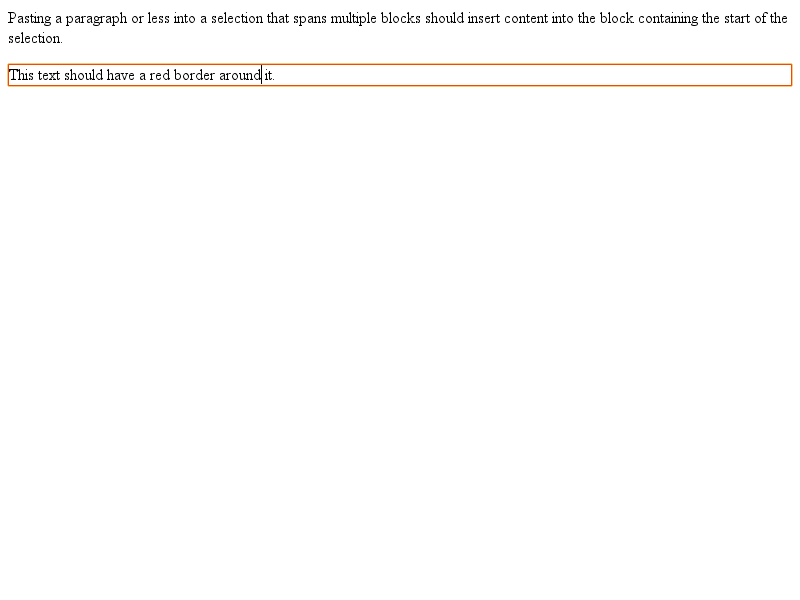 Pasting a paragraph or less into a selection that spans multiple blocks should insert content into the block containing the start of the
selection.
This text should have a red border around it.